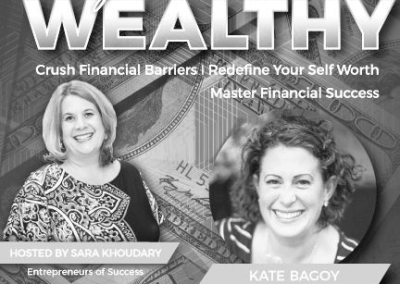 WEALTHY
Crush Financial Barriers | Redefine Your Self Worth
Master Financial Success
HL
HOSTED BY SARA KHOUDARY
Entrepreneurs of Success
KATE BAGOY